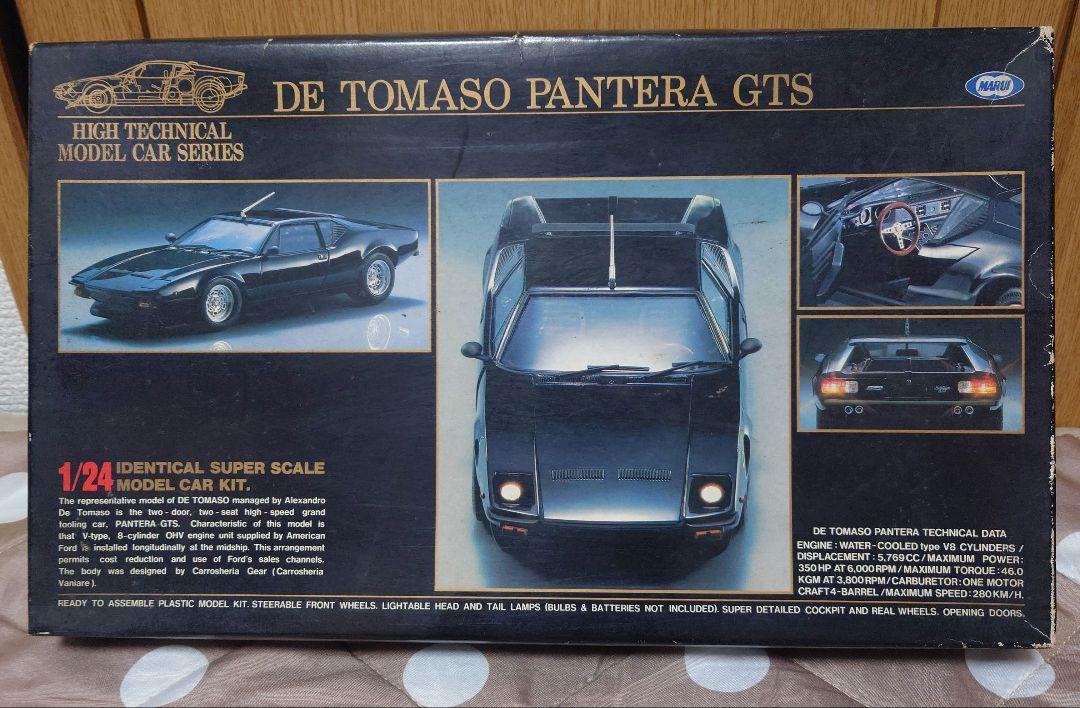 DE TOMASO PANTERA GTS
MARUI
HIGH TECHNICAL
MODEL CAR SERIES
1/24 IDENTICAL SUPER SCALE
MODEL CAR KIT.
The representative model of DE TOMASO managed by Alexandro
De Tomaso is the two-door, two-seat high-speed grand
tooling car, PANTERA GTS. Characteristic of this model is
that V-type, 8-cylinder OHV engine unit supplied by American
Ford is installed longitudinally at the midship. This arrangement
permits cost reduction and use of Ford's sales channels.
The body was designed by Carrosheria Gear (Carrosheria
Vaniare).
DE TOMASO PANTERA TECHNICAL DATA
ENGINE: WATER-COOLED type V8 CYLINDERS /
DISPLACEMENT: 5,769CC / MAXIMUM POWER:
350HP AT 6,000RPM / MAXIMUM TORQUE: 46.0
KGM AT 3,800RPM / CARBURETOR: ONE MOTOR
CRAFT 4-BARREL / MAXIMUM SPEED: 280KM/H.
READY TO ASSEMBLE PLASTIC MODEL KIT. STEERABLE FRONT WHEELS. LIGHTABLE HEAD AND TAIL LAMPS (BULBS & BATTERIES NOT INCLUDED). SUPER DETAILED COCKPIT AND REAL WHEELS. OPENING DOORS.